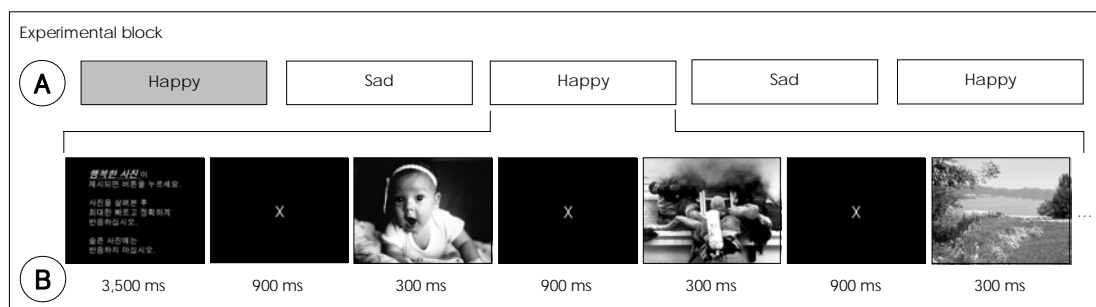 Experimental block
A
Happy
Sad
Happy
Sad
Happy
행복한 사진이
제시되면 버튼을 누르세요.
사진을 살펴본 후
최대한 빠르고 정확하게
반응하십시오.
슬픈 사진에는
반응하지 마십시오.
X
X
X
...
B
3,500 ms
900 ms
300 ms
900 ms
300 ms
900 ms
300 ms